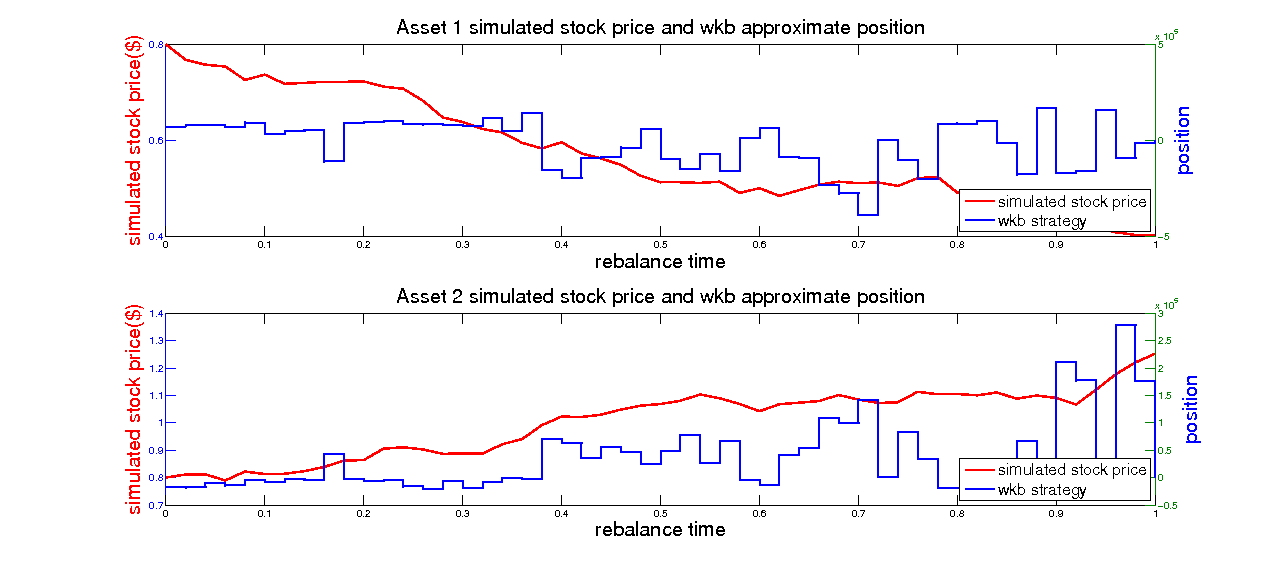 Asset 1 simulated stock price and wkb approximate position
simulated stock price($)
0.8
0.6
0.4
x 10
5
0
-5
position
0 0.1 0.2 0.3 0.4 0.5 0.6 0.7 0.8 0.9 1
rebalance time
simulated stock price
wkb strategy
Asset 2 simulated stock price and wkb approximate position
simulated stock price($)
1.4
1.3
1.2
1.1
1
0.9
0.8
0.7
x 10
3
2.5
2
1.5
1
0.5
0
-0.5
position
0 0.1 0.2 0.3 0.4 0.5 0.6 0.7 0.8 0.9 1
rebalance time
simulated stock price
wkb strategy